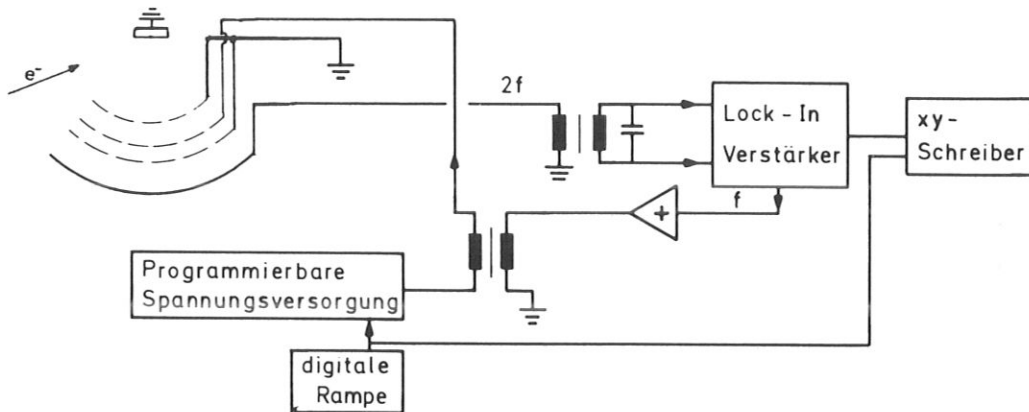 e⁻
2f
Lock - In
Verstärker
xy-
Schreiber
f
+
Programmierbare
Spannungsversorgung
digitale
Rampe